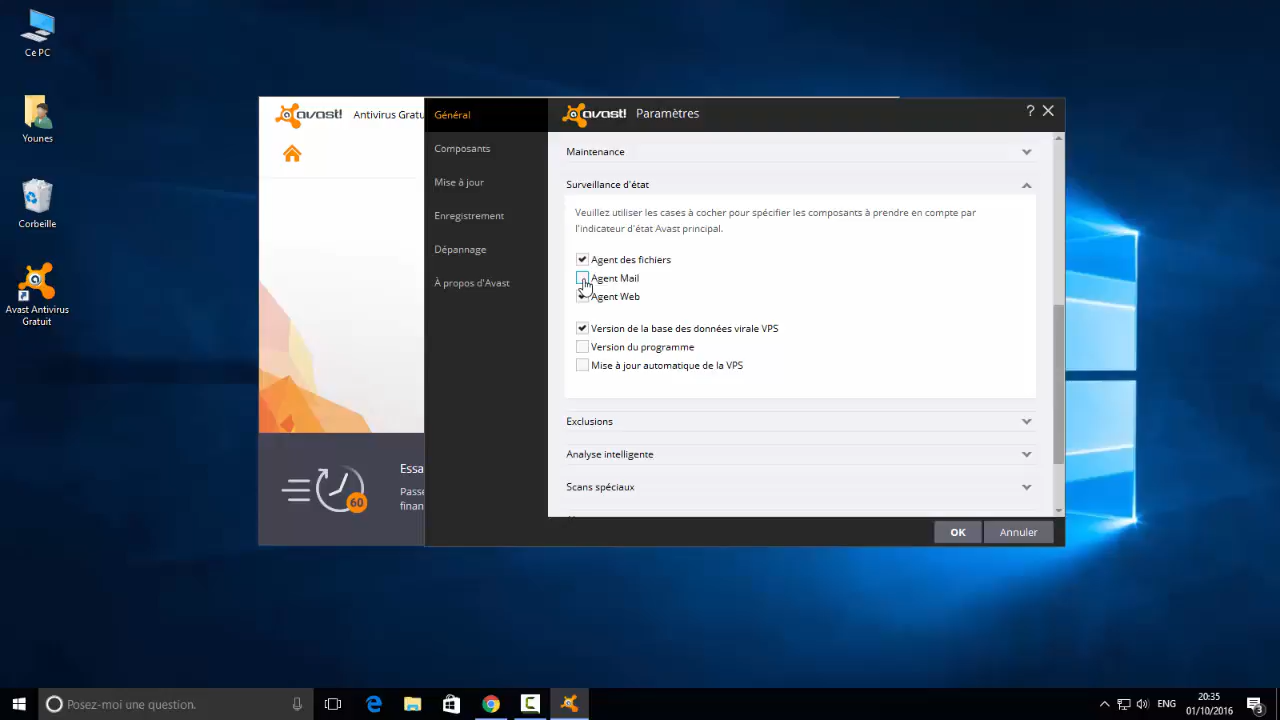 Ce PC
Younes
Corbeille
Avast Antivirus
Gratuit
avast! Antivirus Gratu
60
Essa
Passe
finan
Général
Composants
Mise à jour
Enregistrement
Dépannage
À propos d'Avast
avast! Paramètres
?
Maintenance
Surveillance d'état
Veuillez utiliser les cases à cocher pour spécifier les composants à prendre en compte par
l'indicateur d'état Avast principal.
Agent des fichiers
Agent Mail
Agent Web
Version de la base des données virale VPS
Version du programme
Mise à jour automatique de la VPS
Exclusions
Analyse intelligente
Scans spéciaux
OK
Annuler
Posez-moi une question.
ENG
20:35
01/10/2016
3